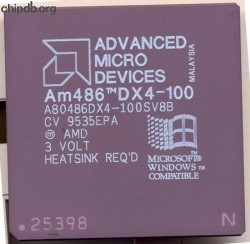 chipdb.org
ADVANCED
MICRO
DEVICES
MALAYSIA
Am486™DX4-100
A80486DX4-100SV8B
CV 9535EPA
Ⓜ AMD
3 VOLT
HEATSINK REQ'D
MICROSOFT®
WINDOWS™
COMPATIBLE
25398
N